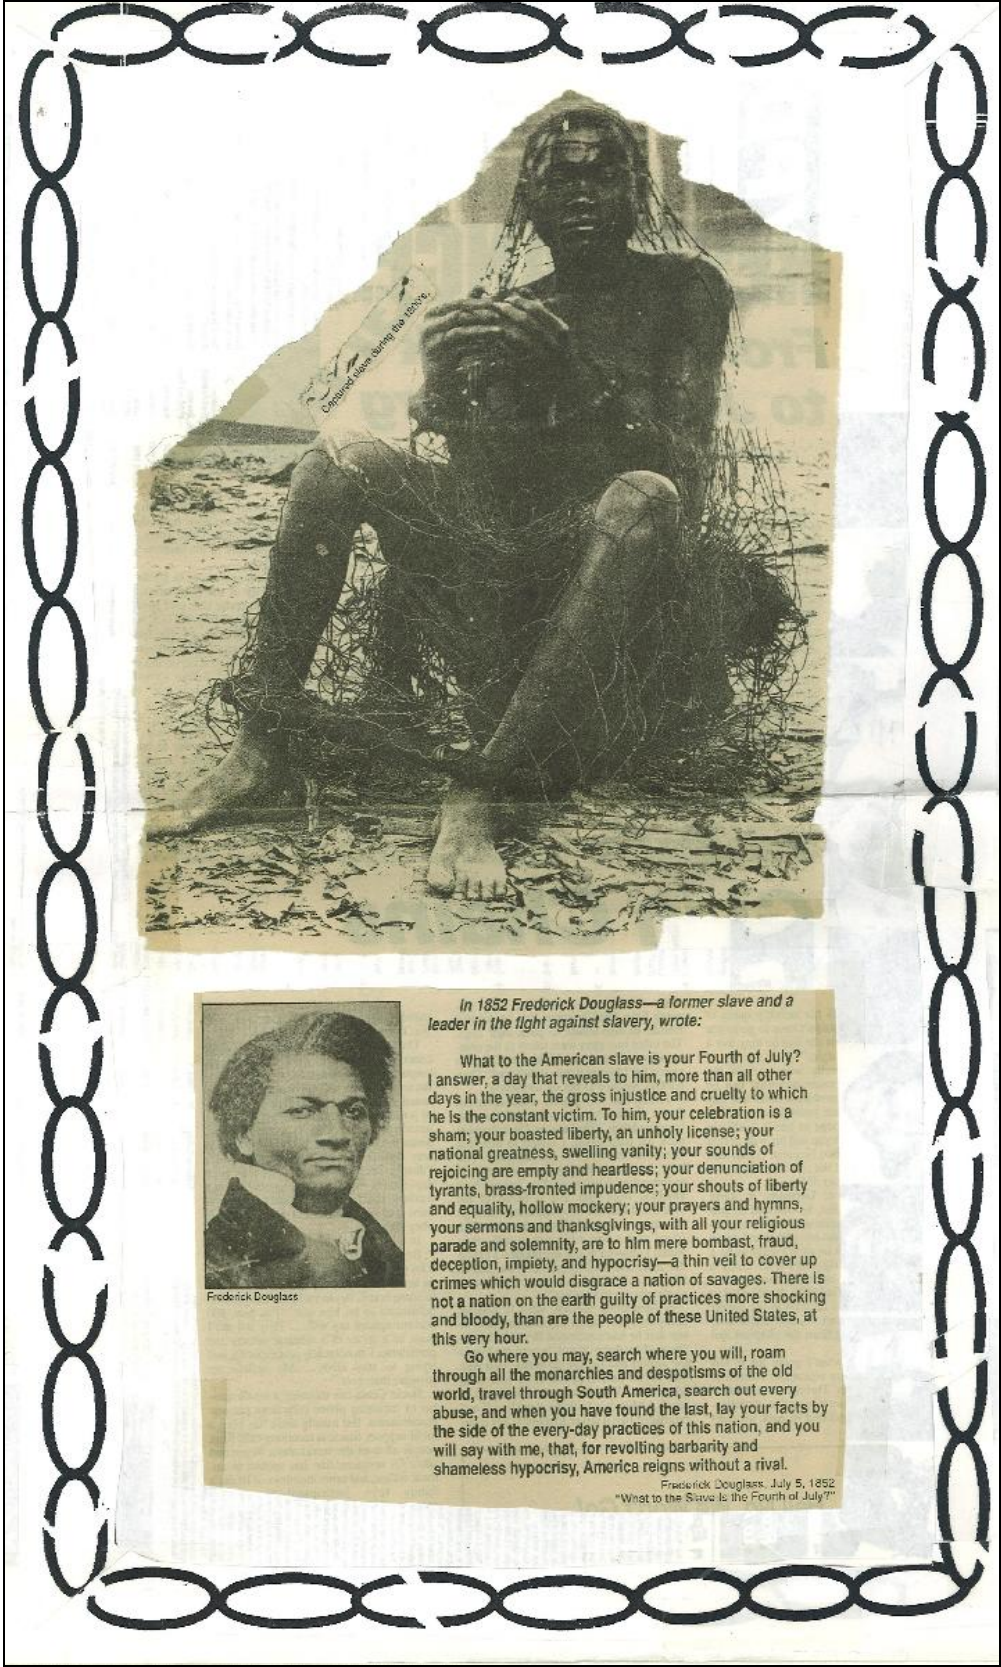 Captured slave during the 1800's.
In 1852 Frederick Douglass—a former slave and a
leader in the fight against slavery, wrote:
What to the American slave is your Fourth of July?
I answer, a day that reveals to him, more than all other
days in the year, the gross injustice and cruelty to which
he is the constant victim. To him, your celebration is a
sham; your boasted liberty, an unholy license; your
national greatness, swelling vanity; your sounds of
rejoicing are empty and heartless; your denunciation of
tyrants, brass-fronted impudence; your shouts of liberty
and equality, hollow mockery; your prayers and hymns,
your sermons and thanksgivings, with all your religious
parade and solemnity, are to him mere bombast, fraud,
deception, impiety, and hypocrisy—a thin veil to cover up
crimes which would disgrace a nation of savages. There is
not a nation on the earth guilty of practices more shocking
and bloody, than are the people of these United States, at
this very hour.
Go where you may, search where you will, roam
through all the monarchies and despotisms of the old
world, travel through South America, search out every
abuse, and when you have found the last, lay your facts by
the side of the every-day practices of this nation, and you
will say with me, that, for revolting barbarity and
shameless hypocrisy, America reigns without a rival.
Frederick Douglass, July 5, 1852
"What to the Slave Is the Fourth of July?"
Frederick Douglass